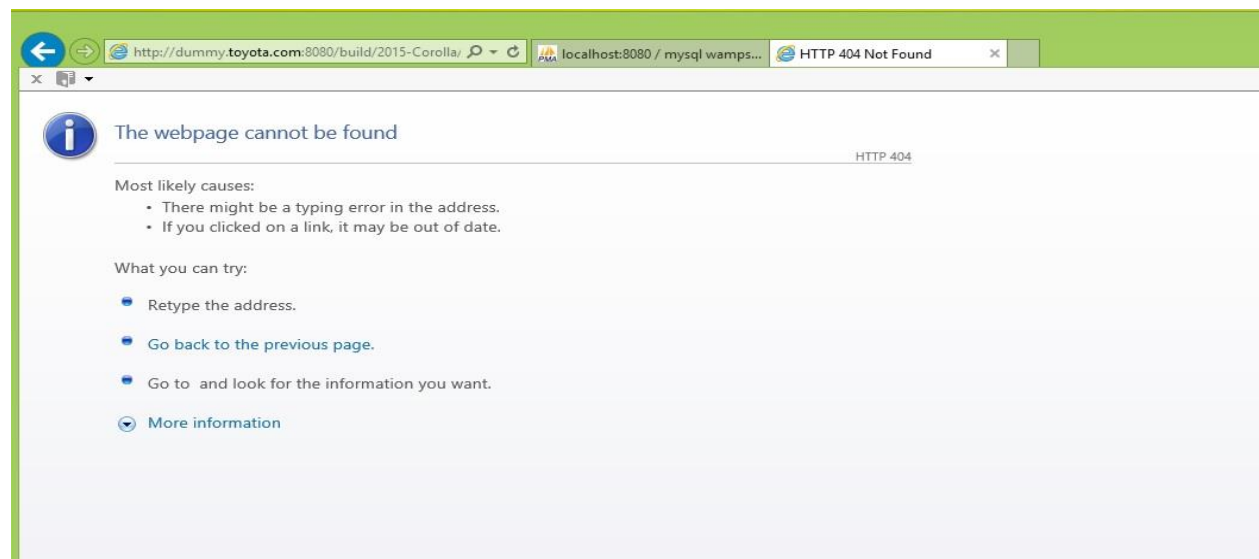 http://dummy.toyota.com:8080/build/2015-Corolla/
localhost:8080 / mysql wamps...
HTTP 404 Not Found
The webpage cannot be found
HTTP 404
Most likely causes:
• There might be a typing error in the address.
• If you clicked on a link, it may be out of date.
What you can try:
Retype the address.
Go back to the previous page.
Go to  and look for the information you want.
More information